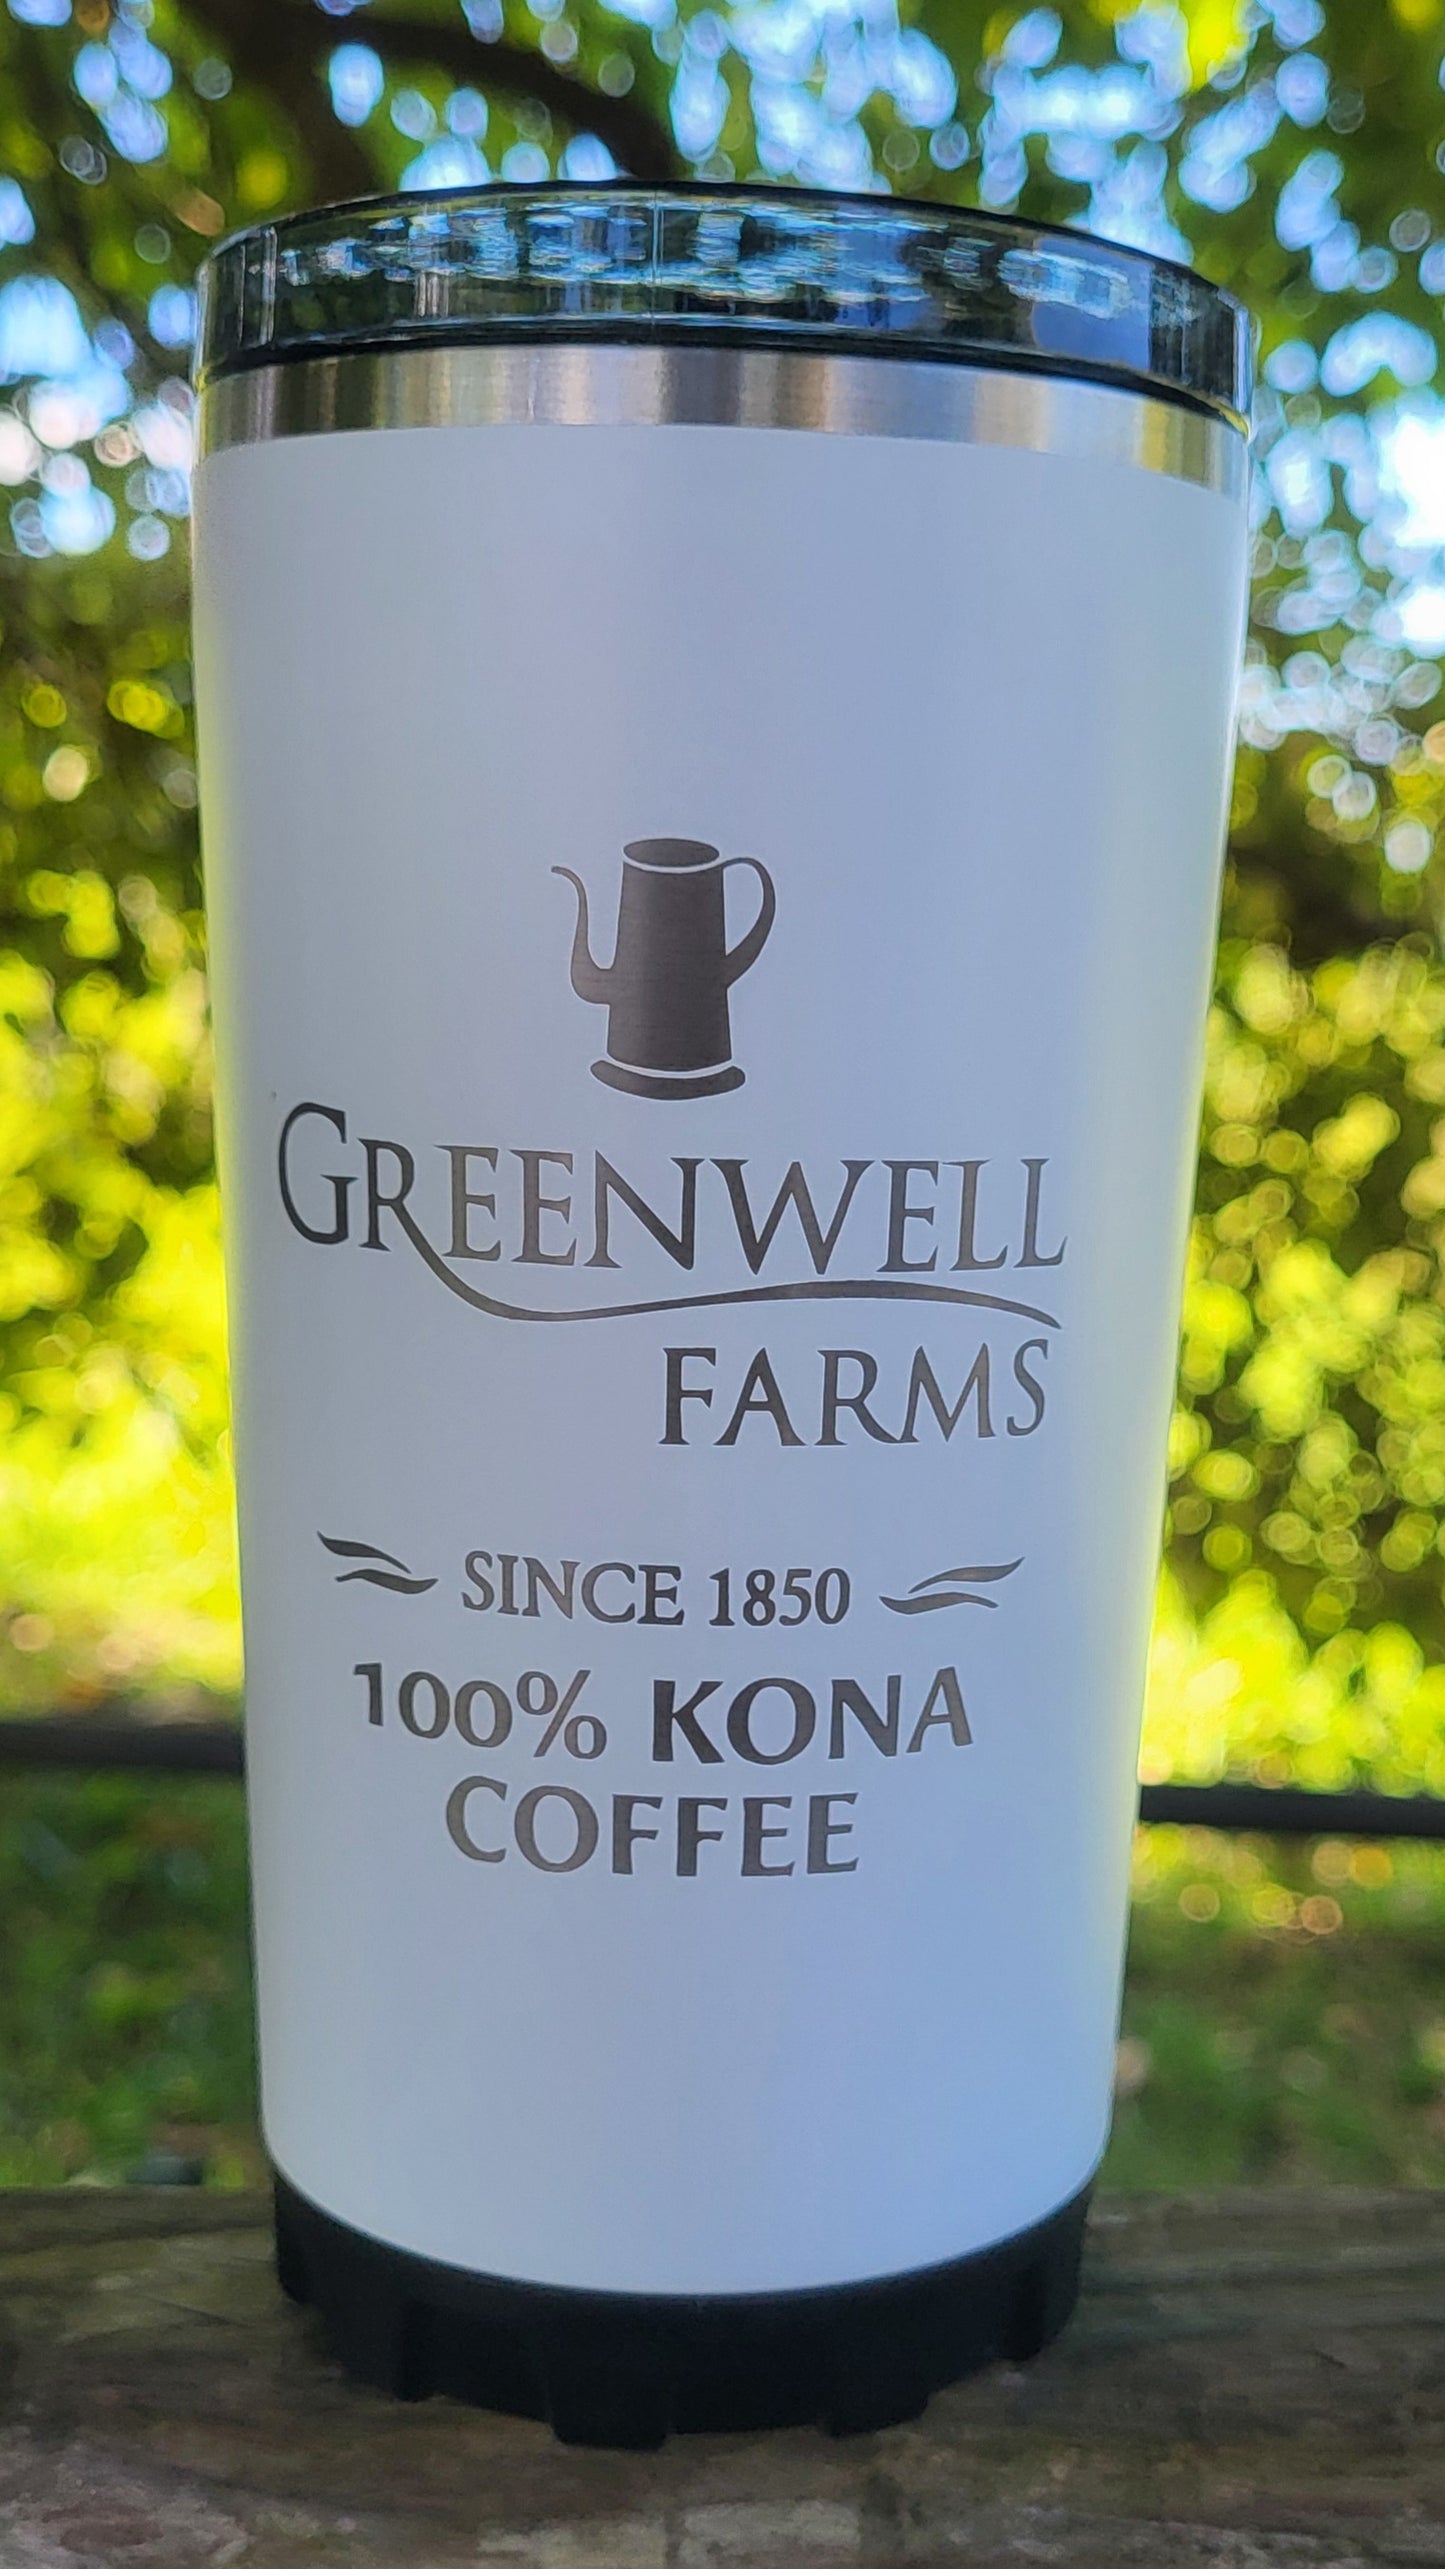 GREENWELL
FARMS
SINCE 1850
100% KONA
COFFEE